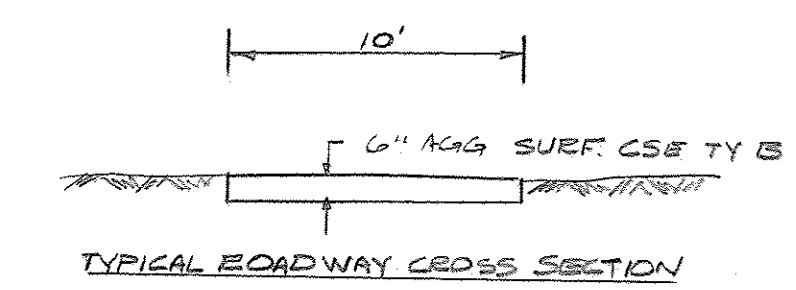 10'
6" AGG SURF. CSE TY B
TYPICAL ROADWAY CROSS SECTION